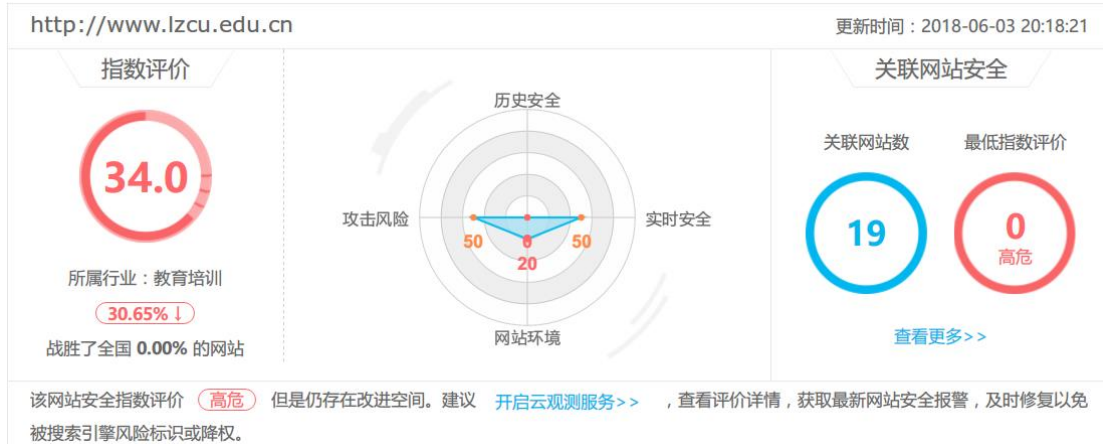 http://www.lzcu.edu.cn
更新时间：2018-06-03 20:18:21
指数评价
34.0
所属行业：教育培训
30.65%↓
战胜了全国 0.00% 的网站
历史安全
攻击风险
实时安全
50
0
50
20
网站环境
关联网站安全
关联网站数
最低指数评价
19
0
高危
查看更多>>
该网站安全指数评价 高危 但是仍存在改进空间。建议 开启云观测服务>> ，查看评价详情，获取最新网站安全报警，及时修复以免
被搜索引擎风险标识或降权。